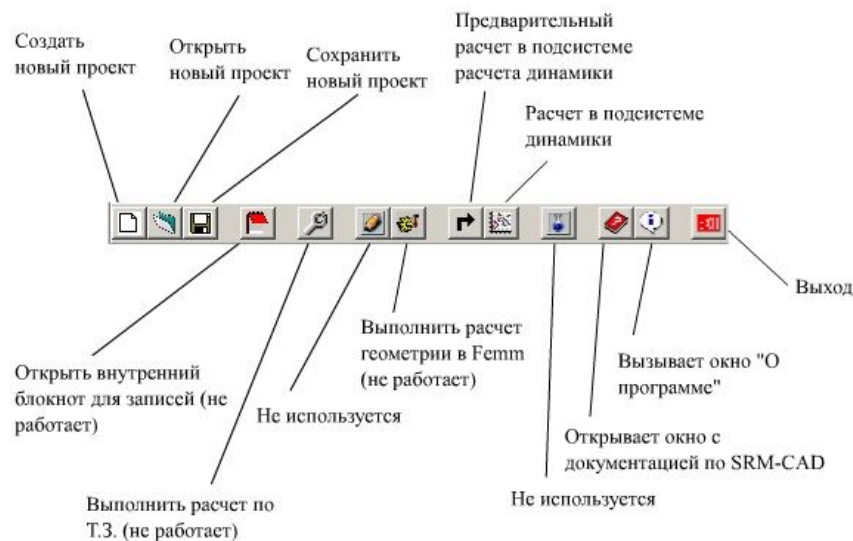 Создать
новый проект
Открыть
новый проект
Сохранить
новый проект
Предварительный
расчет в подсистеме
расчета динамики
Расчет в подсистеме
динамики
Выход
Выполнить расчет
геометрии в Femm
(не работает)
Вызывает окно "О
программе"
Открыть внутренний
блокнот для записей (не
работает)
Не используется
Открывает окно с
документацией по SRM-CAD
Не используется
Выполнить расчет по
Т.З. (не работает)